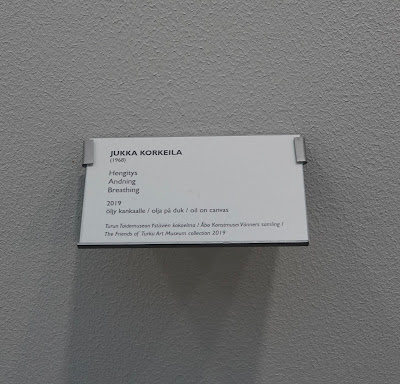 JUKKA KORKEILA
(1968)
Hengitys
Andning
Breathing
2019
öljy kankaalle / olja på duk / oil on canvas
Turun Taidemuseon Ystävien kokoelma / Åbo Konstmusei Vänners samling /
The Friends of Turku Art Museum collection 2019